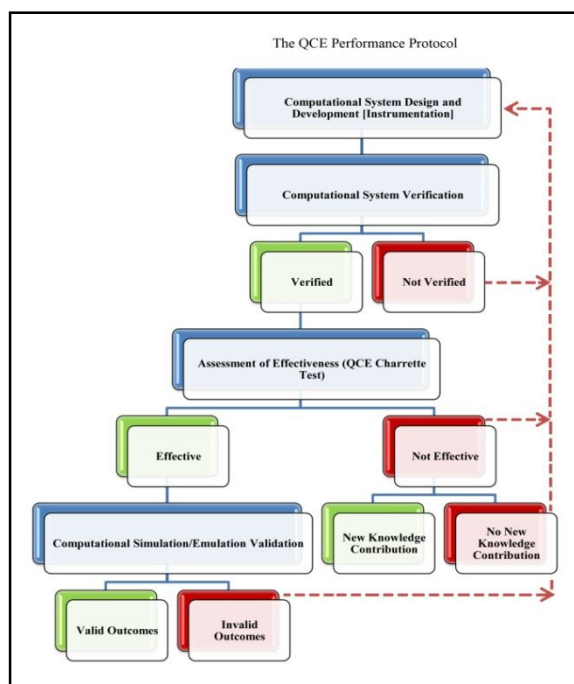 The QCE Performance Protocol
Computational System Design and
Development [Instrumentation]
Computational System Verification
Verified
Not Verified
Assessment of Effectiveness (QCE Charrette
Test)
Effective
Not Effective
Computational Simulation/Emulation Validation
New Knowledge
Contribution
No New
Knowledge
Contribution
Valid Outcomes
Invalid
Outcomes